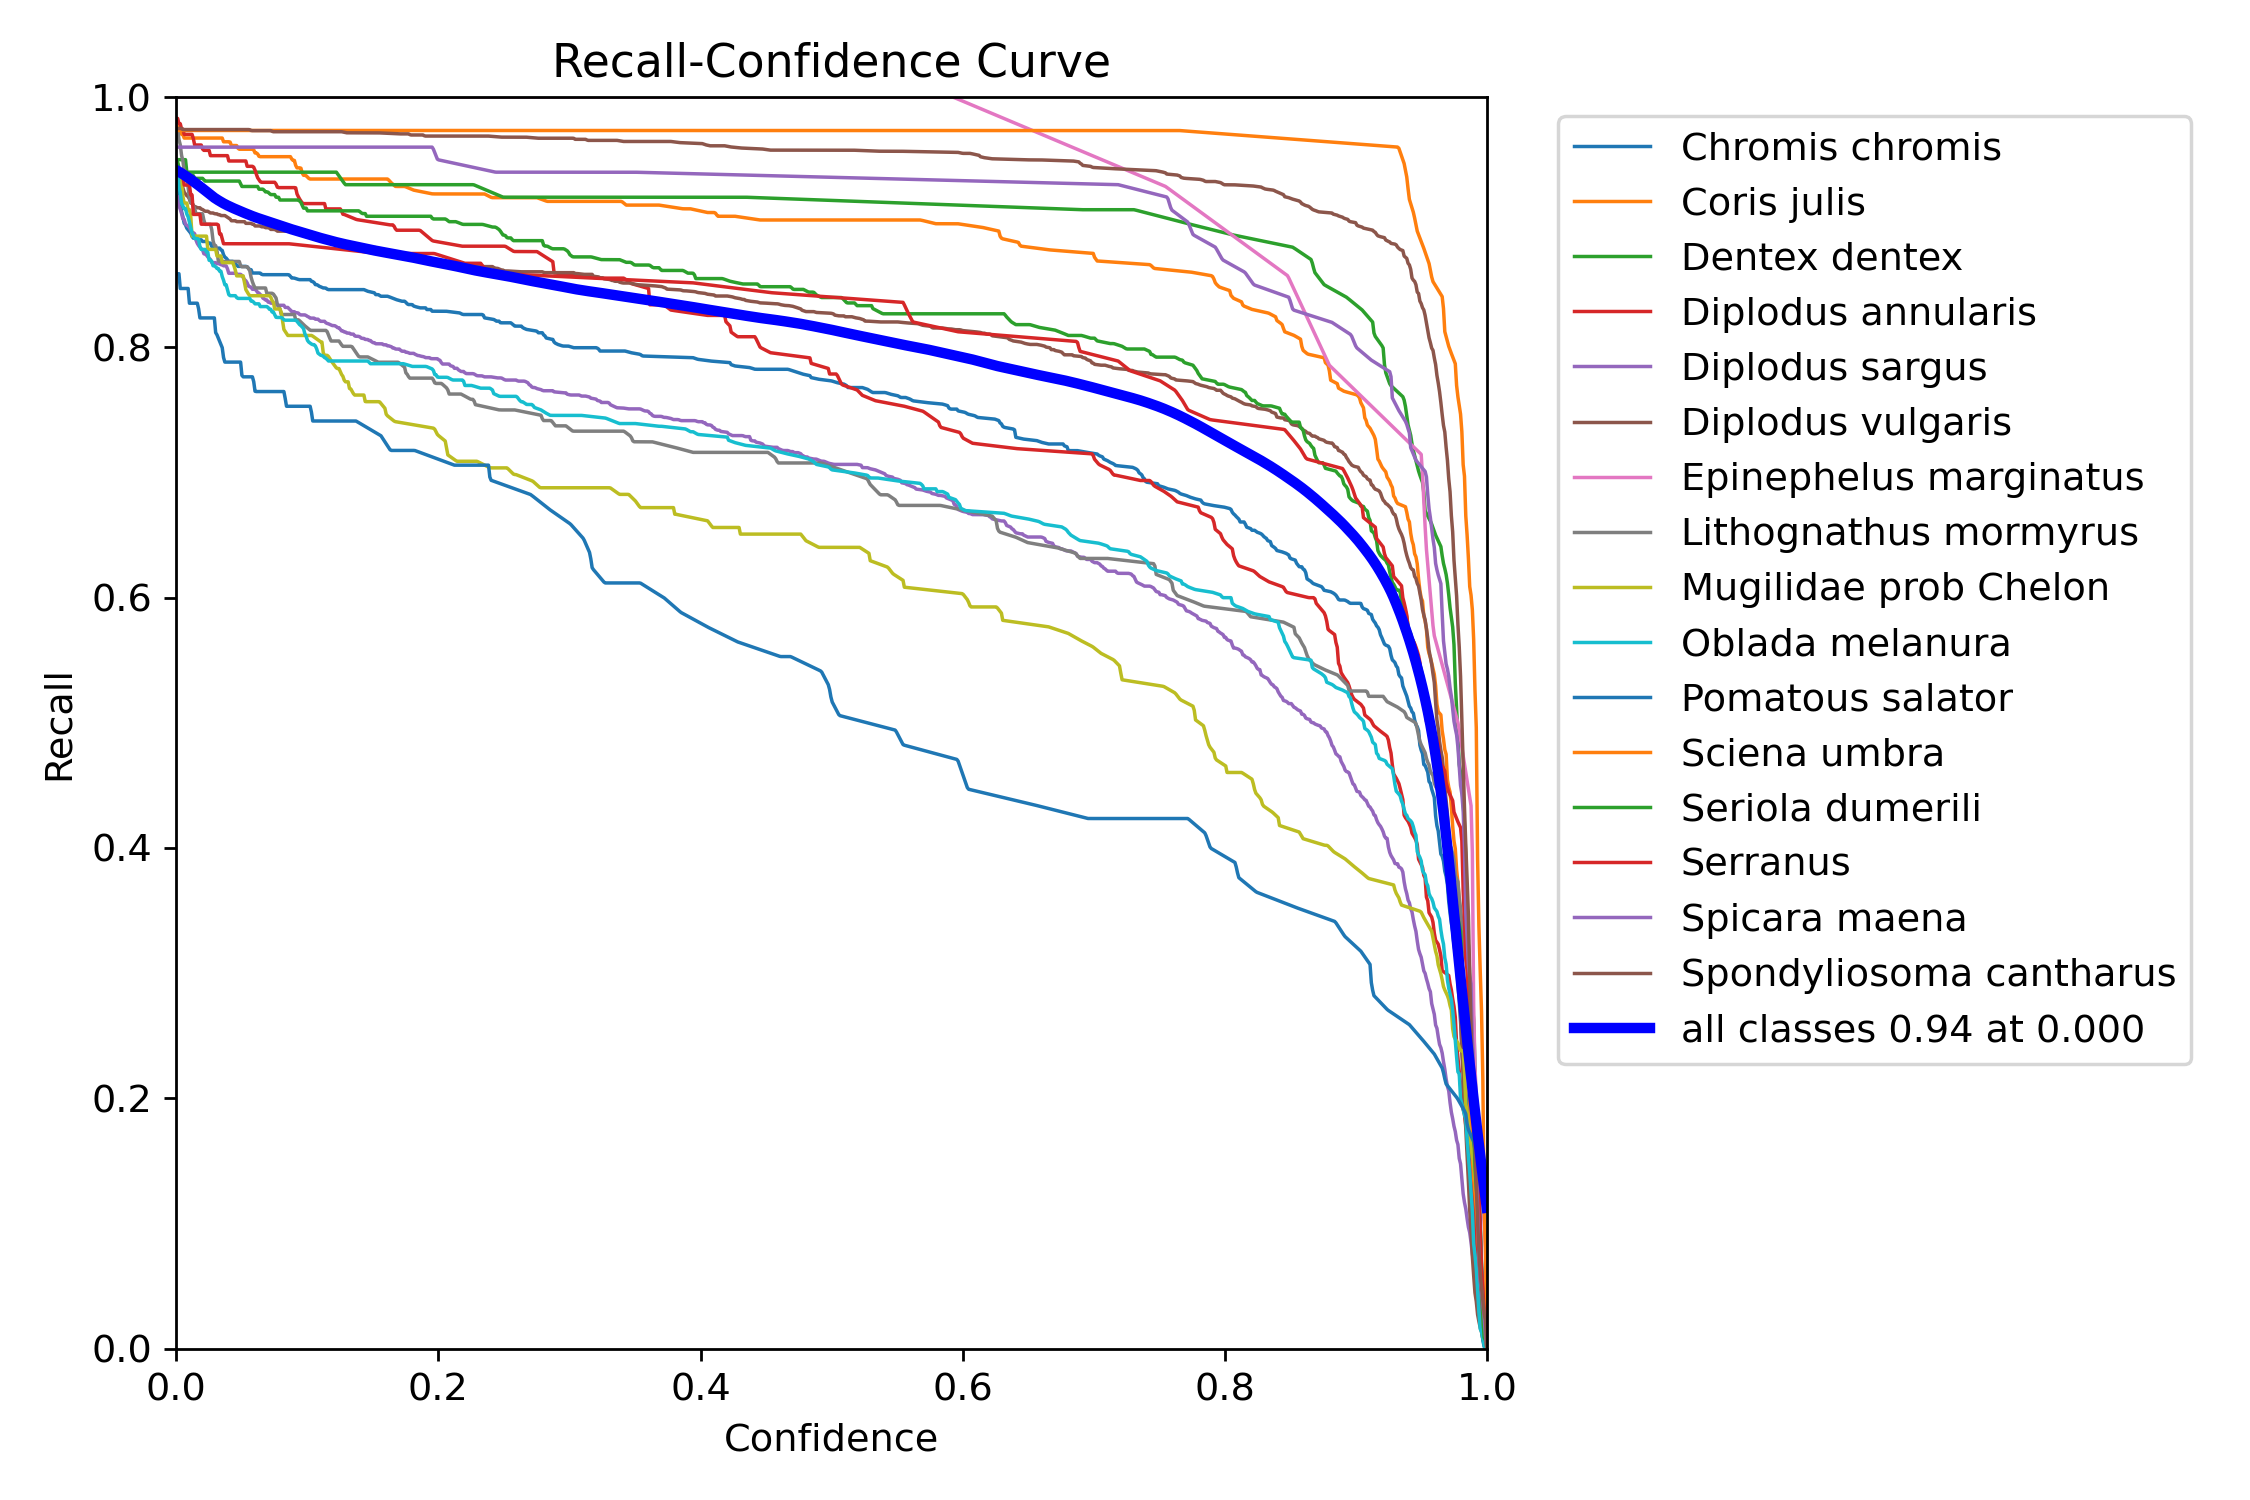 Recall-Confidence Curve
1.0
0.8
0.6
0.4
0.2
0.0
Recall
0.0 0.2 0.4 0.6 0.8 1.0
Confidence
Chromis chromis
Coris julis
Dentex dentex
Diplodus annularis
Diplodus sargus
Diplodus vulgaris
Epinephelus marginatus
Lithognathus mormyrus
Mugilidae prob Chelon
Oblada melanura
Pomatous salator
Sciena umbra
Seriola dumerili
Serranus
Spicara maena
Spondyliosoma cantharus
all classes 0.94 at 0.000